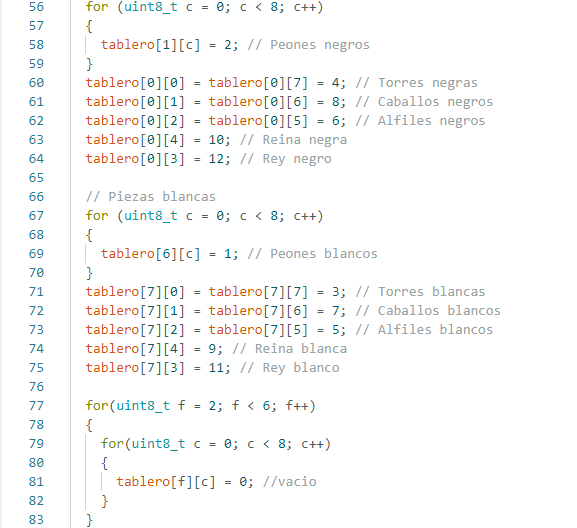 56 for (uint8_t c = 0; c < 8; c++)
57 {
58 tablero[1][c] = 2; // Peones negros
59 }
60 tablero[0][0] = tablero[0][7] = 4; // Torres negras
61 tablero[0][1] = tablero[0][6] = 8; // Caballos negros
62 tablero[0][2] = tablero[0][5] = 6; // Alfiles negros
63 tablero[0][4] = 10; // Reina negra
64 tablero[0][3] = 12; // Rey negro
65
66 // Piezas blancas
67 for (uint8_t c = 0; c < 8; c++)
68 {
69 tablero[6][c] = 1; // Peones blancos
70 }
71 tablero[7][0] = tablero[7][7] = 3; // Torres blancas
72 tablero[7][1] = tablero[7][6] = 7; // Caballos blancos
73 tablero[7][2] = tablero[7][5] = 5; // Alfiles blancos
74 tablero[7][4] = 9; // Reina blanca
75 tablero[7][3] = 11; // Rey blanco
76
77 for(uint8_t f = 2; f < 6; f++)
78 {
79 for(uint8_t c = 0; c < 8; c++)
80 {
81 tablero[f][c] = 0; //vacio
82 }
83 }